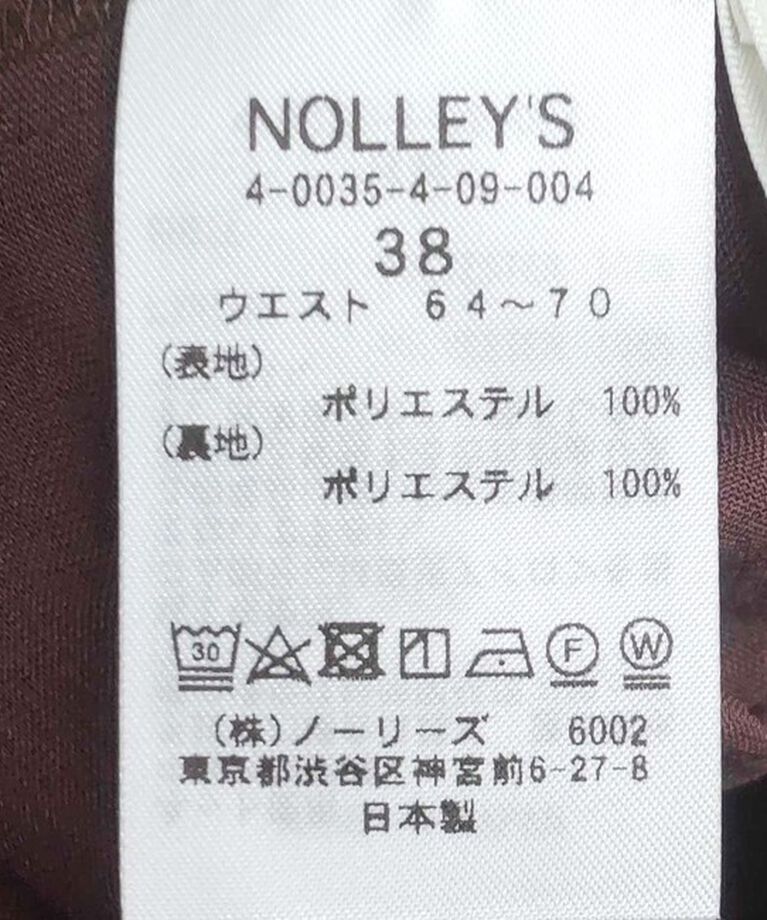 NOLLEY'S
4-0035-4-09-004
38
ウエスト　64～70
(表地)
ポリエステル　100%
(裏地)
ポリエステル　100%
30 F W
(株)ノーリーズ　6002
東京都渋谷区神宮前6-27-8
日本製